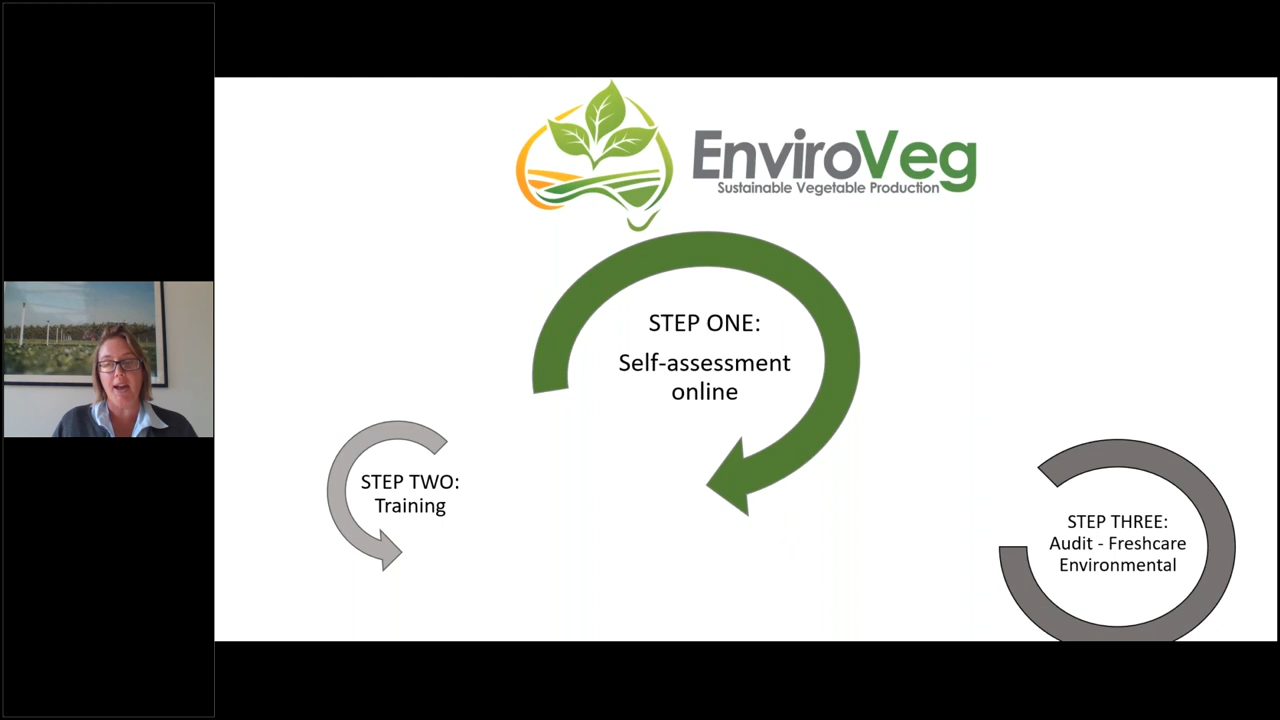 EnviroVeg
Sustainable Vegetable Production
STEP ONE:
Self-assessment
online
STEP TWO:
Training
STEP THREE:
Audit - Freshcare
Environmental